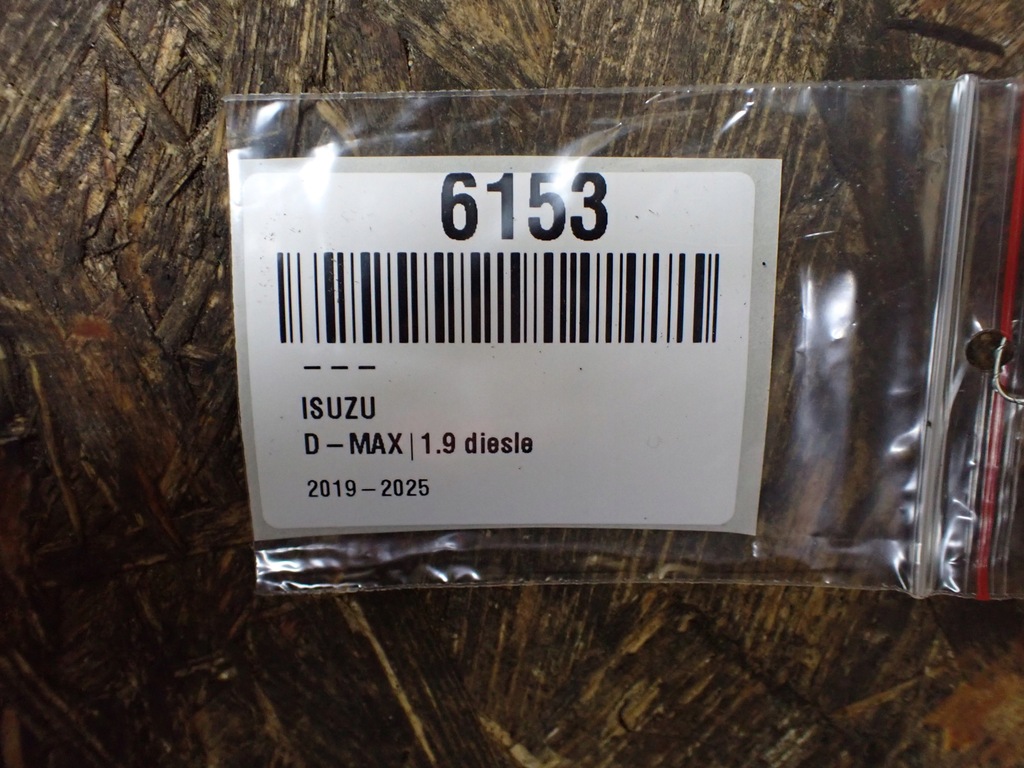 6153
– – –
ISUZU
D – MAX | 1.9 diesle
2019 – 2025